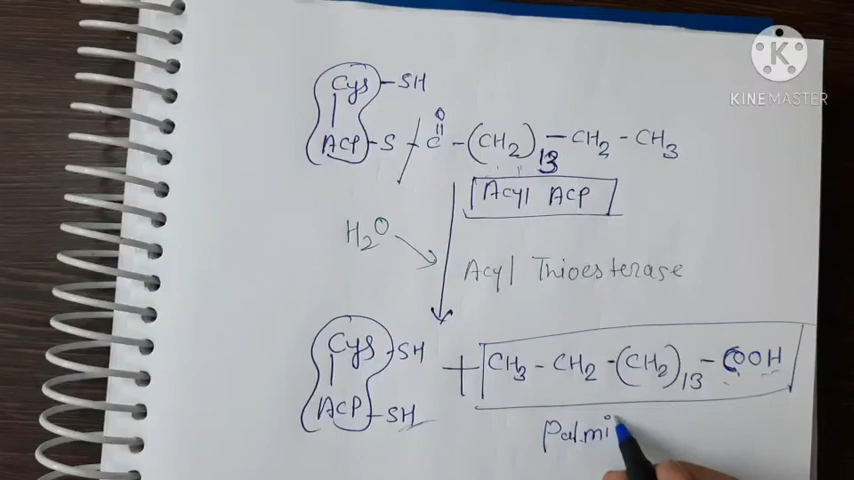 Cys-SH
ACP-S-C-(CH2)13-CH2-CH3
O
Acyl ACP
H2O
Acyl Thioesterase
Cys-SH
ACP-SH
+ CH3-CH2-(CH2)13-COOH
Palmi
KINEMASTER